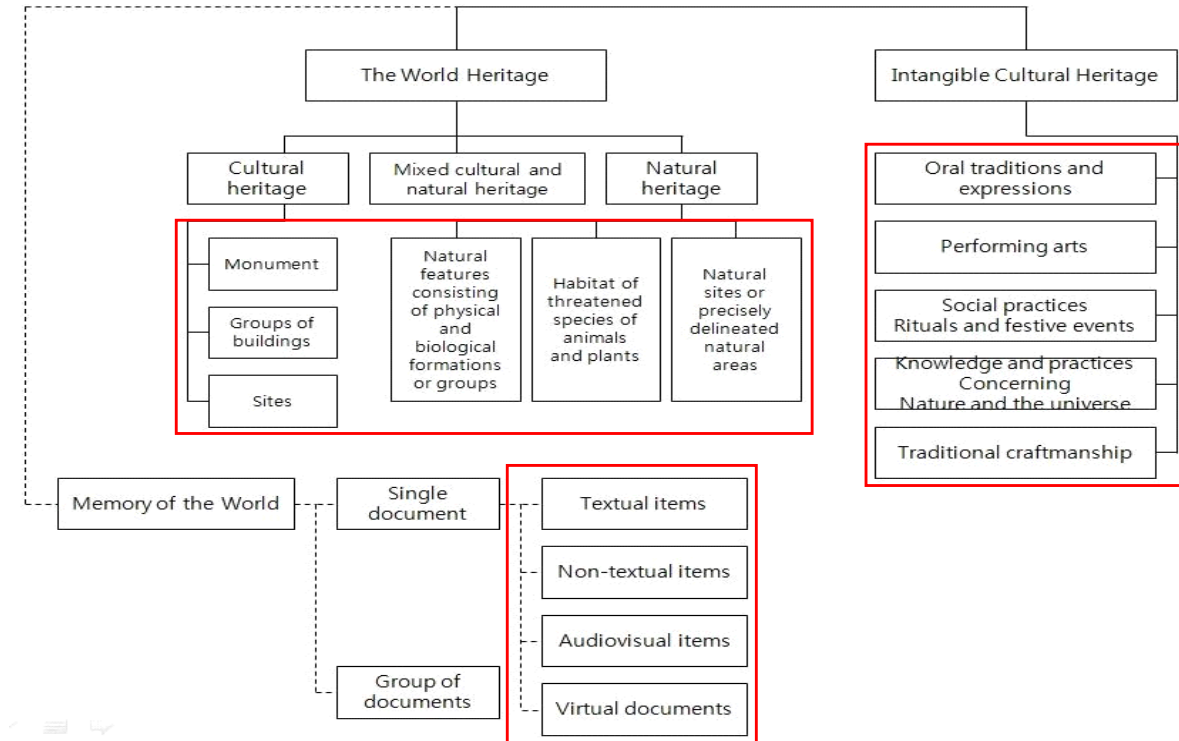 The World Heritage
Intangible Cultural Heritage
Cultural
heritage
Mixed cultural and
natural heritage
Natural
heritage
Monument
Groups of
buildings
Sites
Natural
features
consisting
of physical
and
biological
formations
or groups
Habitat of
threatened
species of
animals
and plants
Natural
sites or
precisely
delineated
natural
areas
Oral traditions and
expressions
Performing arts
Social practices
Rituals and festive events
Knowledge and practices
Concerning
Nature and the universe
Traditional craftmanship
Memory of the World
Single
document
Group of
documents
Textual items
Non-textual items
Audiovisual items
Virtual documents